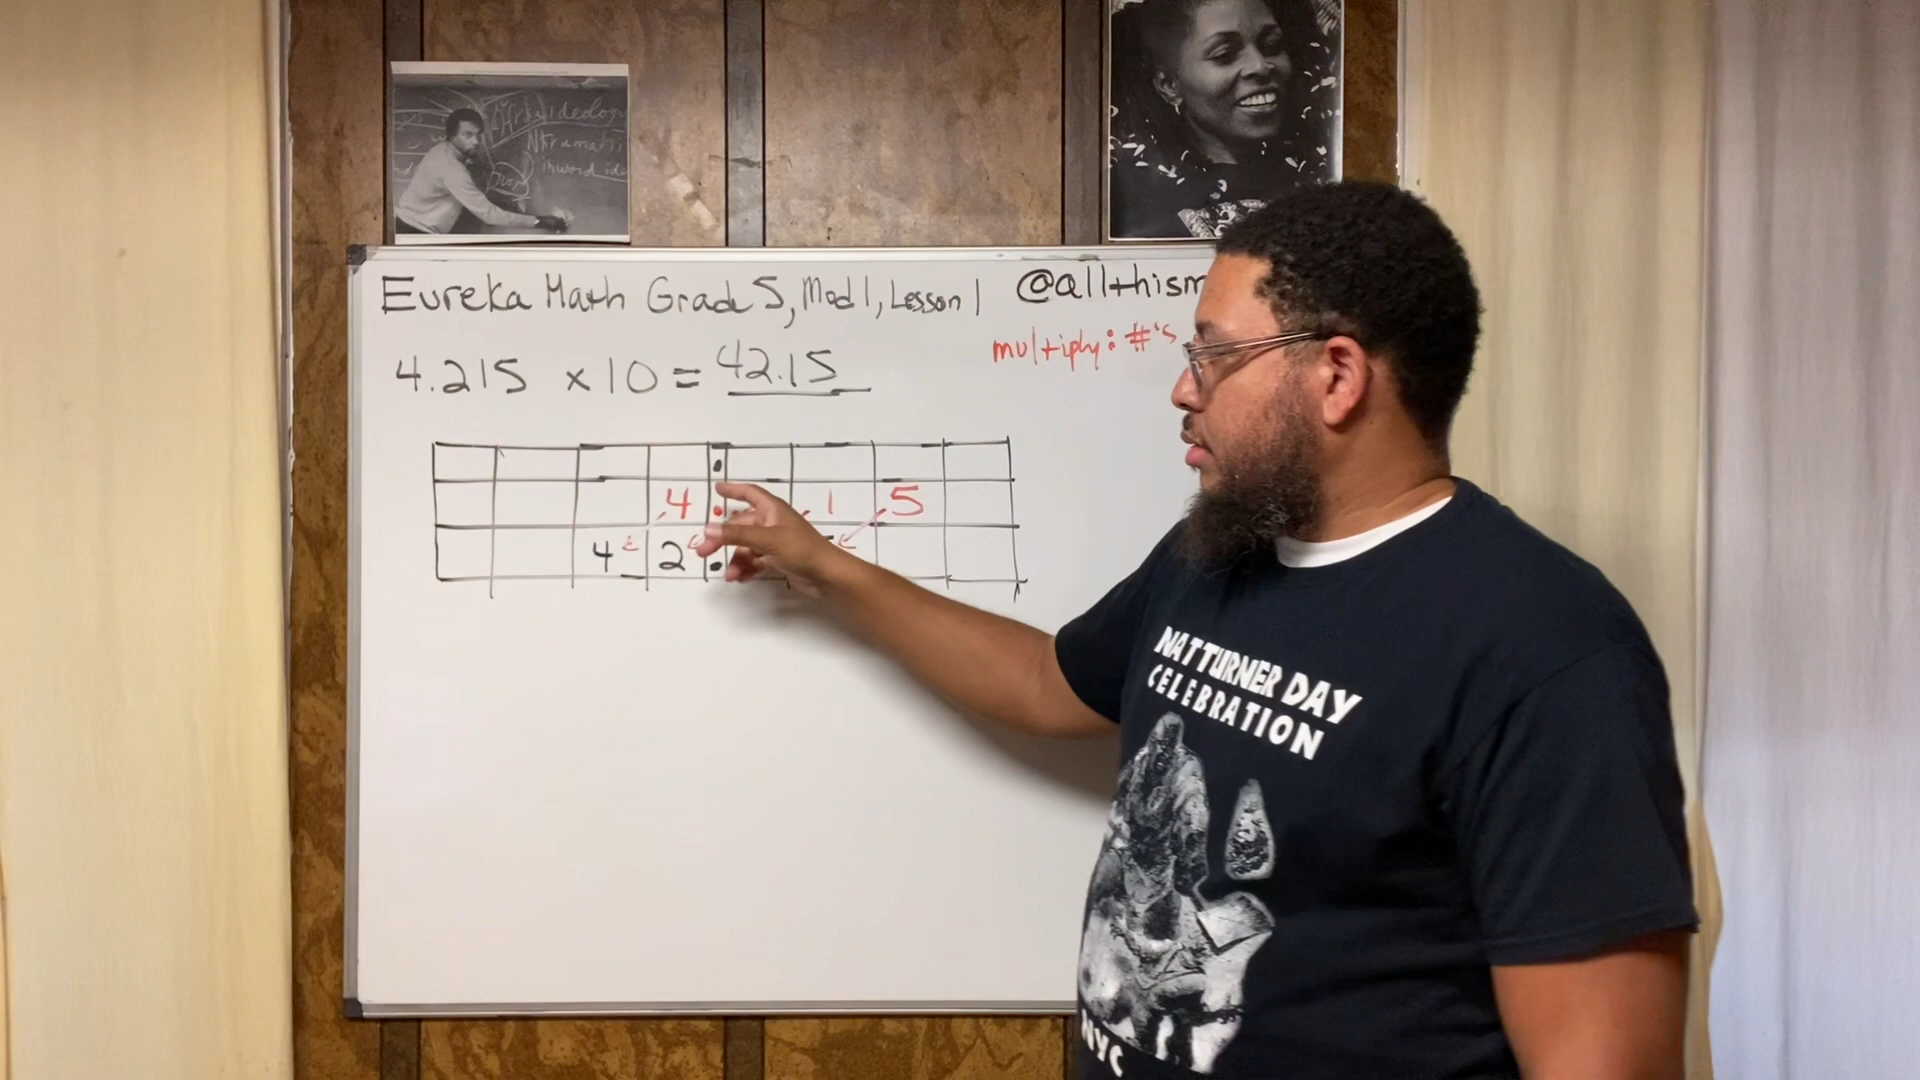 Eureka Math Grade 5, Mod 1, Lesson 1
@allthism
multiply: #'s
4.215 x 10 = 42.15
4 . 1 5
4 2 .
NAT TURNER DAY
CELEBRATION
NYC